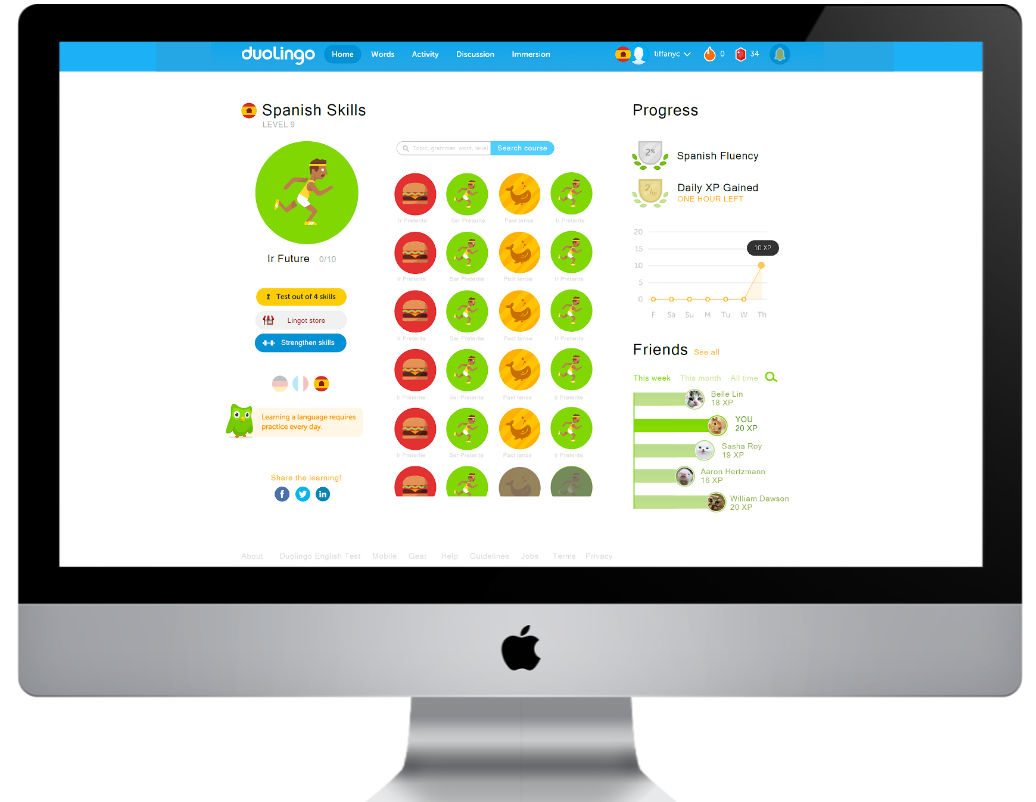 duolingo Home Words Activity Discussion Immersion tiffanyc 0 34
Spanish Skills
LEVEL 9
Ir Future 0/10
Test out of 4 skills
Lingot store
Strengthen skills
Learning a language requires
practice every day.
Share the learning!
Topic, grammar, word, level Search course
Ir Preterite Ser Preterite Past tense Ir Preterite
Ir Preterite Ser Preterite Past tense Ir Preterite
Ir Preterite Ser Preterite Past tense Ir Preterite
Ir Preterite Ser Preterite Past tense Ir Preterite
Ir Preterite Ser Preterite Past tense Ir Preterite
Progress
2%
Spanish Fluency
Daily XP Gained
ONE HOUR LEFT
20
15
10
5
0
10 XP
F Sa Su M Tu W Th
Friends See all
This week This month All time
Belle Lin
18 XP
YOU
20 XP
Sasha Roy
19 XP
Aaron Hertzmann
16 XP
William Dawson
20 XP
About Duolingo English Test Mobile Gear Help Guidelines Jobs Terms Privacy